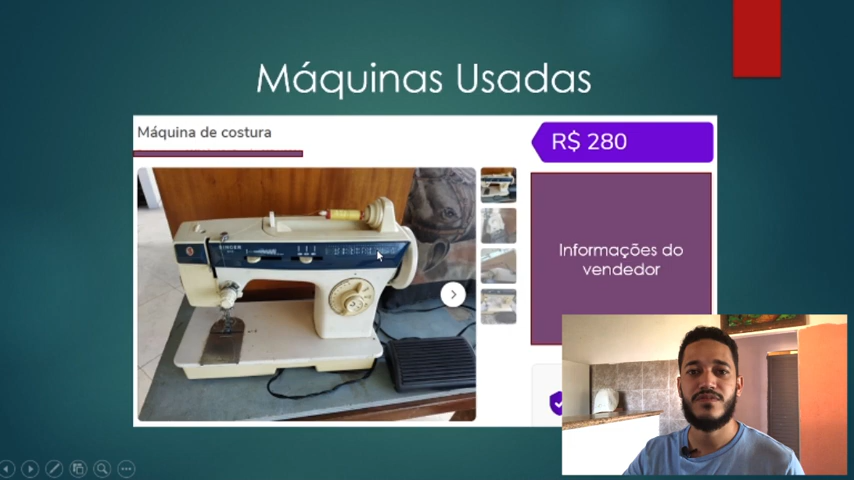 Máquinas Usadas
Máquina de costura
R$ 280
SINGER
Informações do
vendedor